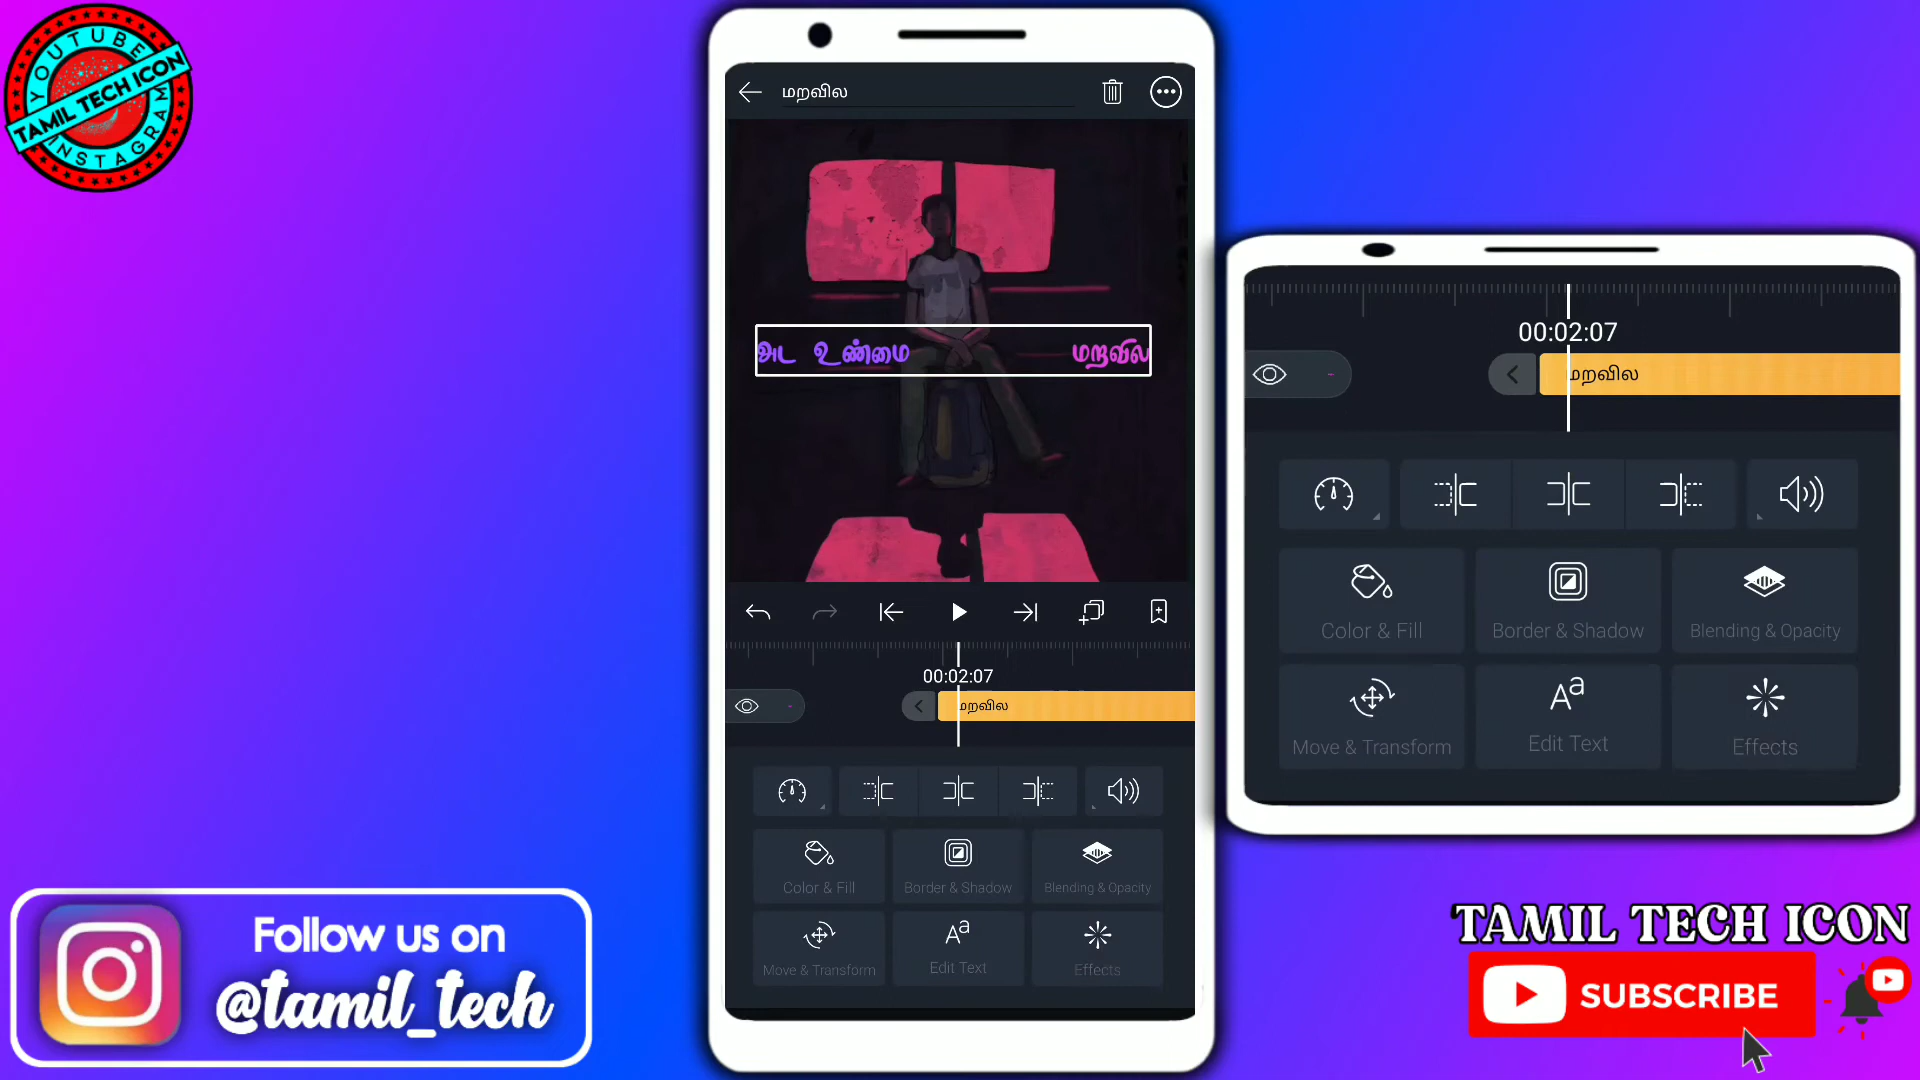 YOUTUBE
TAMIL TECH ICON
INSTAGRAM
மறவில
அட உண்மை மறவில
00:02:07
மறவில
Color & Fill
Border & Shadow
Blending & Opacity
Move & Transform
Edit Text
Effects
00:02:07
மறவில
Color & Fill
Border & Shadow
Blending & Opacity
Move & Transform
Edit Text
Effects
Follow us on
@tamil_tech
TAMIL TECH ICON
SUBSCRIBE